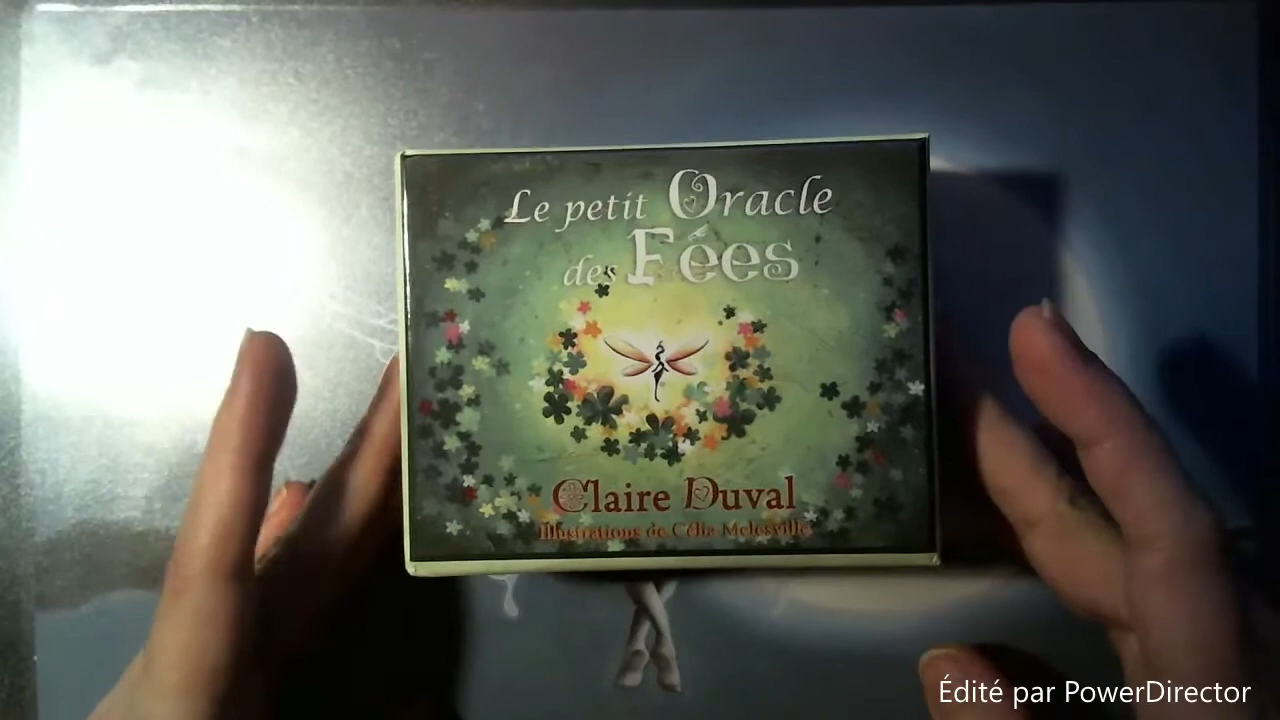 Le petit Oracle
des Fées
Claire Duval
Illustrations de Célia Melesville
Édité par PowerDirector